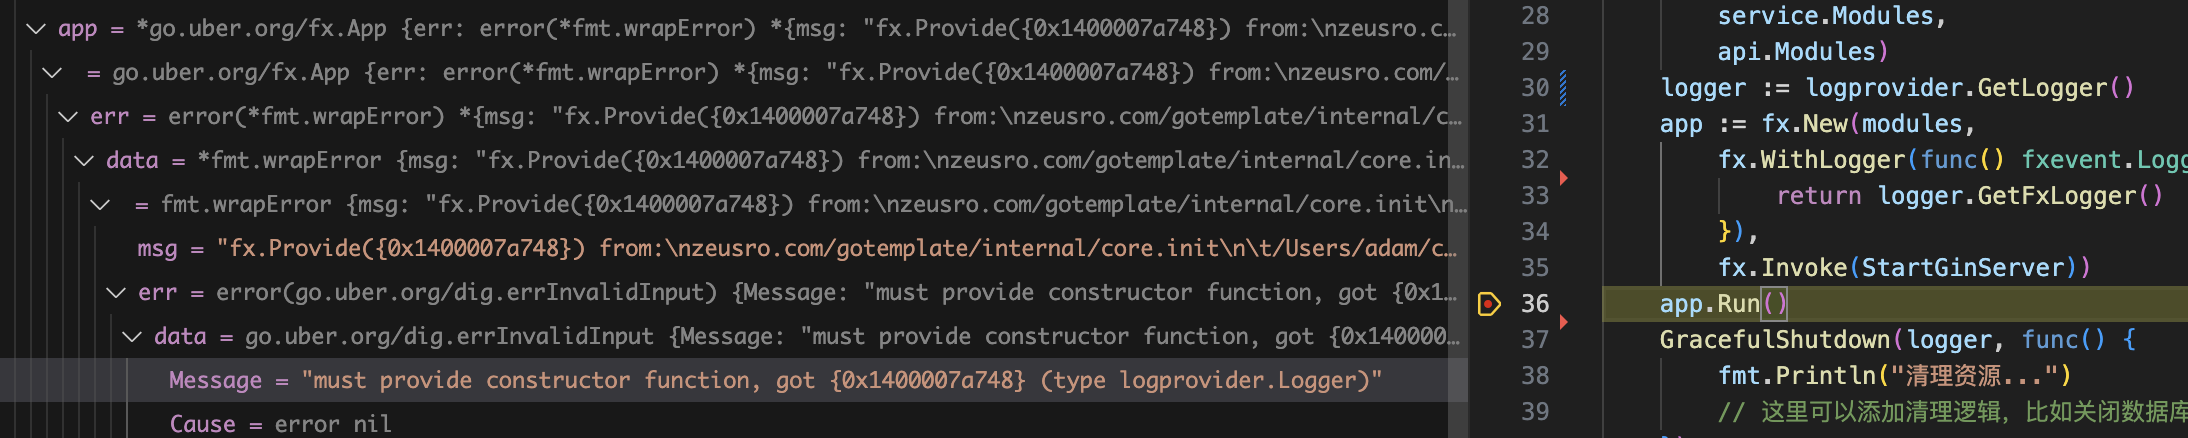 app = *go.uber.org/fx.App {err: error(*fmt.wrapError) *{msg: "fx.Provide({0x1400007a748}) from:\nzeusro.c…
= go.uber.org/fx.App {err: error(*fmt.wrapError) *{msg: "fx.Provide({0x1400007a748}) from:\nzeusro.com/…
err = error(*fmt.wrapError) *{msg: "fx.Provide({0x1400007a748}) from:\nzeusro.com/gotemplate/internal/c…
data = *fmt.wrapError {msg: "fx.Provide({0x1400007a748}) from:\nzeusro.com/gotemplate/internal/core.in…
= fmt.wrapError {msg: "fx.Provide({0x1400007a748}) from:\nzeusro.com/gotemplate/internal/core.init\n…
msg = "fx.Provide({0x1400007a748}) from:\nzeusro.com/gotemplate/internal/core.init\n\t/Users/adam/c…
err = error(go.uber.org/dig.errInvalidInput) {Message: "must provide constructor function, got {0x1…
data = go.uber.org/dig.errInvalidInput {Message: "must provide constructor function, got {0x140000…
Message = "must provide constructor function, got {0x1400007a748} (type logprovider.Logger)"
Cause = error nil
28 service.Modules,
29 api.Modules)
30 logger := logprovider.GetLogger()
31 app := fx.New(modules,
32 fx.WithLogger(func() fxevent.Logg
33 return logger.GetFxLogger()
34 }),
35 fx.Invoke(StartGinServer))
36 app.Run()
37 GracefulShutdown(logger, func() {
38 fmt.Println("清理资源...")
39 // 这里可以添加清理逻辑，比如关闭数据库